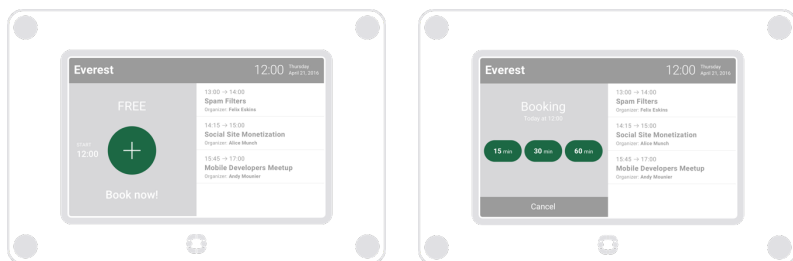 Everest
12:00 Thursday
April 21, 2016
FREE
START
12:00
Book now!
13:00 → 14:00
Spam Filters
Organizer: Felix Eskins
14:15 → 15:00
Social Site Monetization
Organizer: Alice Munch
15:45 → 17:00
Mobile Developers Meetup
Organizer: Andy Mounier
Everest
12:00 Thursday
April 21, 2016
Booking
Today at 12:00
15 min 30 min 60 min
Cancel
13:00 → 14:00
Spam Filters
Organizer: Felix Eskins
14:15 → 15:00
Social Site Monetization
Organizer: Alice Munch
15:45 → 17:00
Mobile Developers Meetup
Organizer: Andy Mounier